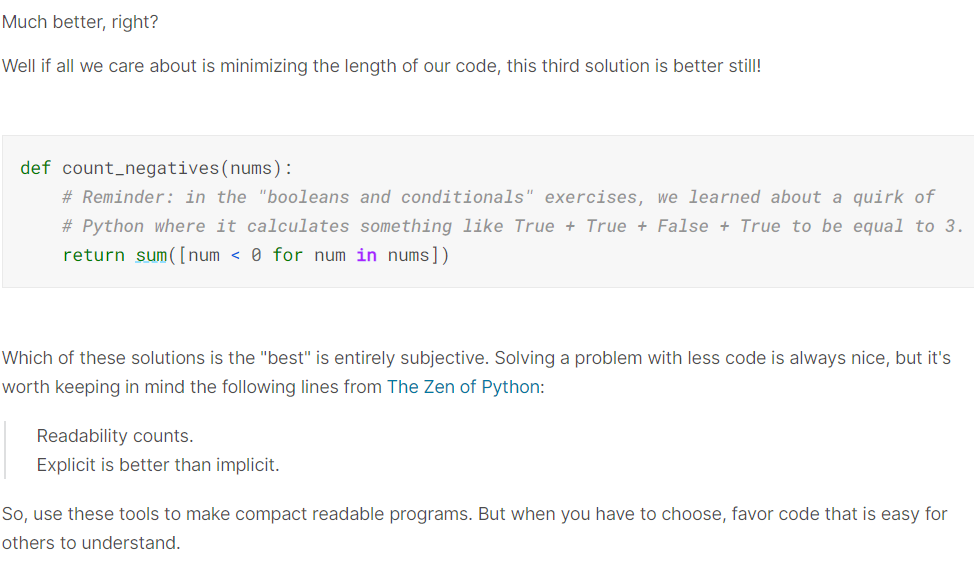 Much better, right?
Well if all we care about is minimizing the length of our code, this third solution is better still!
def count_negatives(nums):
    # Reminder: in the "booleans and conditionals" exercises, we learned about a quirk of
    # Python where it calculates something like True + True + False + True to be equal to 3.
    return sum([num < 0 for num in nums])
Which of these solutions is the "best" is entirely subjective. Solving a problem with less code is always nice, but it's
worth keeping in mind the following lines from The Zen of Python:
Readability counts.
Explicit is better than implicit.
So, use these tools to make compact readable programs. But when you have to choose, favor code that is easy for
others to understand.